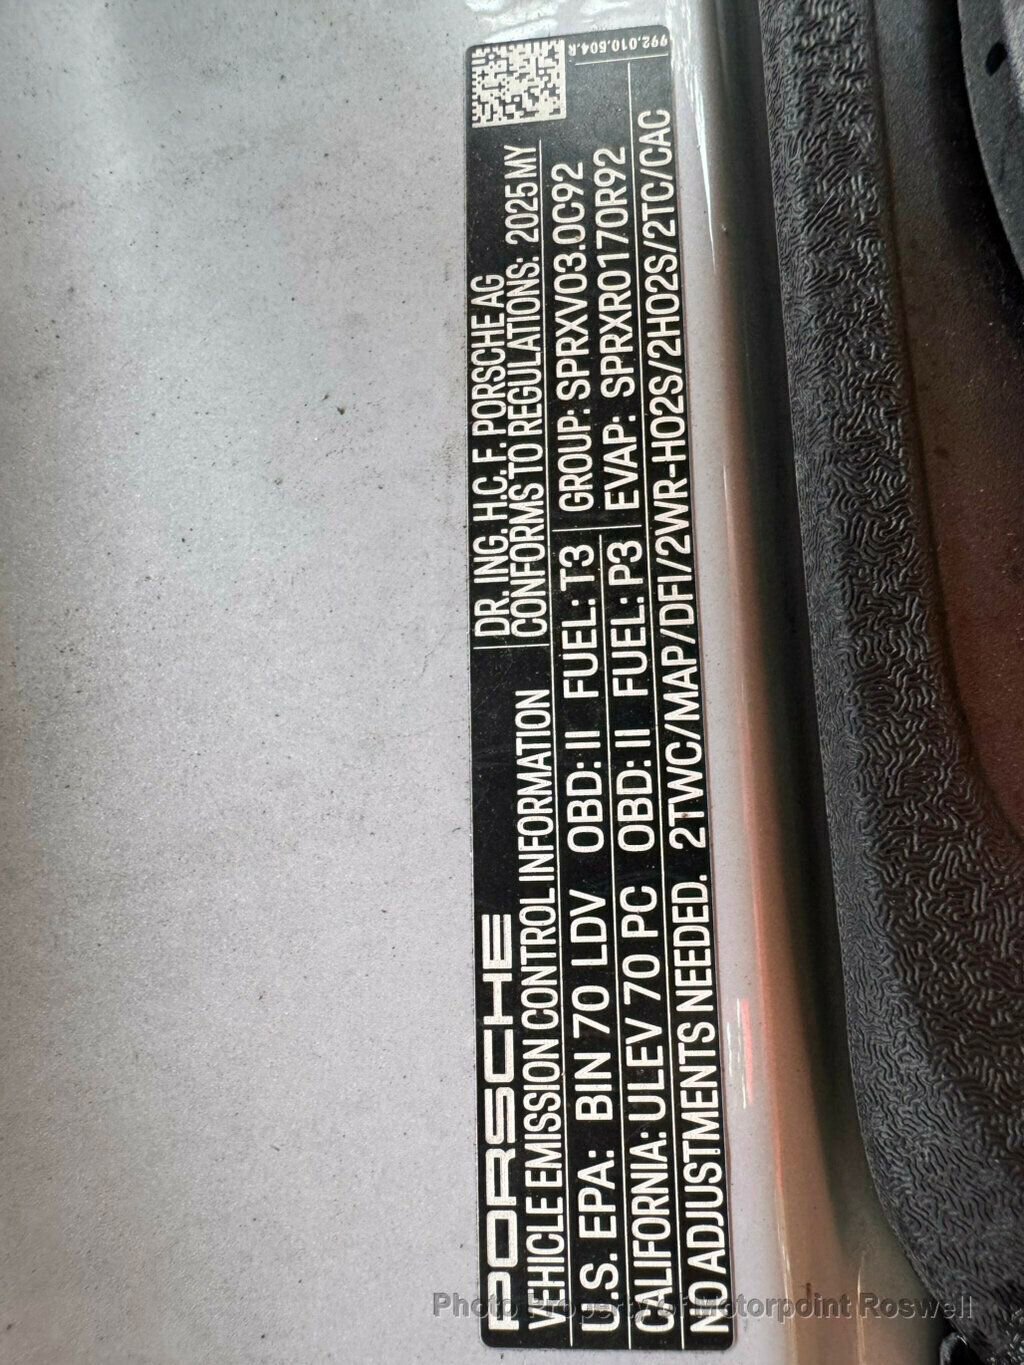 PORSCHE
VEHICLE EMISSION CONTROL INFORMATION
DR. ING. H.C. F. PORSCHE AG
CONFORMS TO REGULATIONS: 2025 MY
992.010.504.R
U.S. EPA: BIN 70 LDV OBD: II FUEL: T3 GROUP: SPRXV03.0C92
CALIFORNIA: ULEV 70 PC OBD: II FUEL: P3 EVAP: SPRXR0170R92
NO ADJUSTMENTS NEEDED. 2TWC/MAP/DFI/2WR-HO2S/2HO2S/2TC/CAC
Photo Property of Motorpoint Roswell